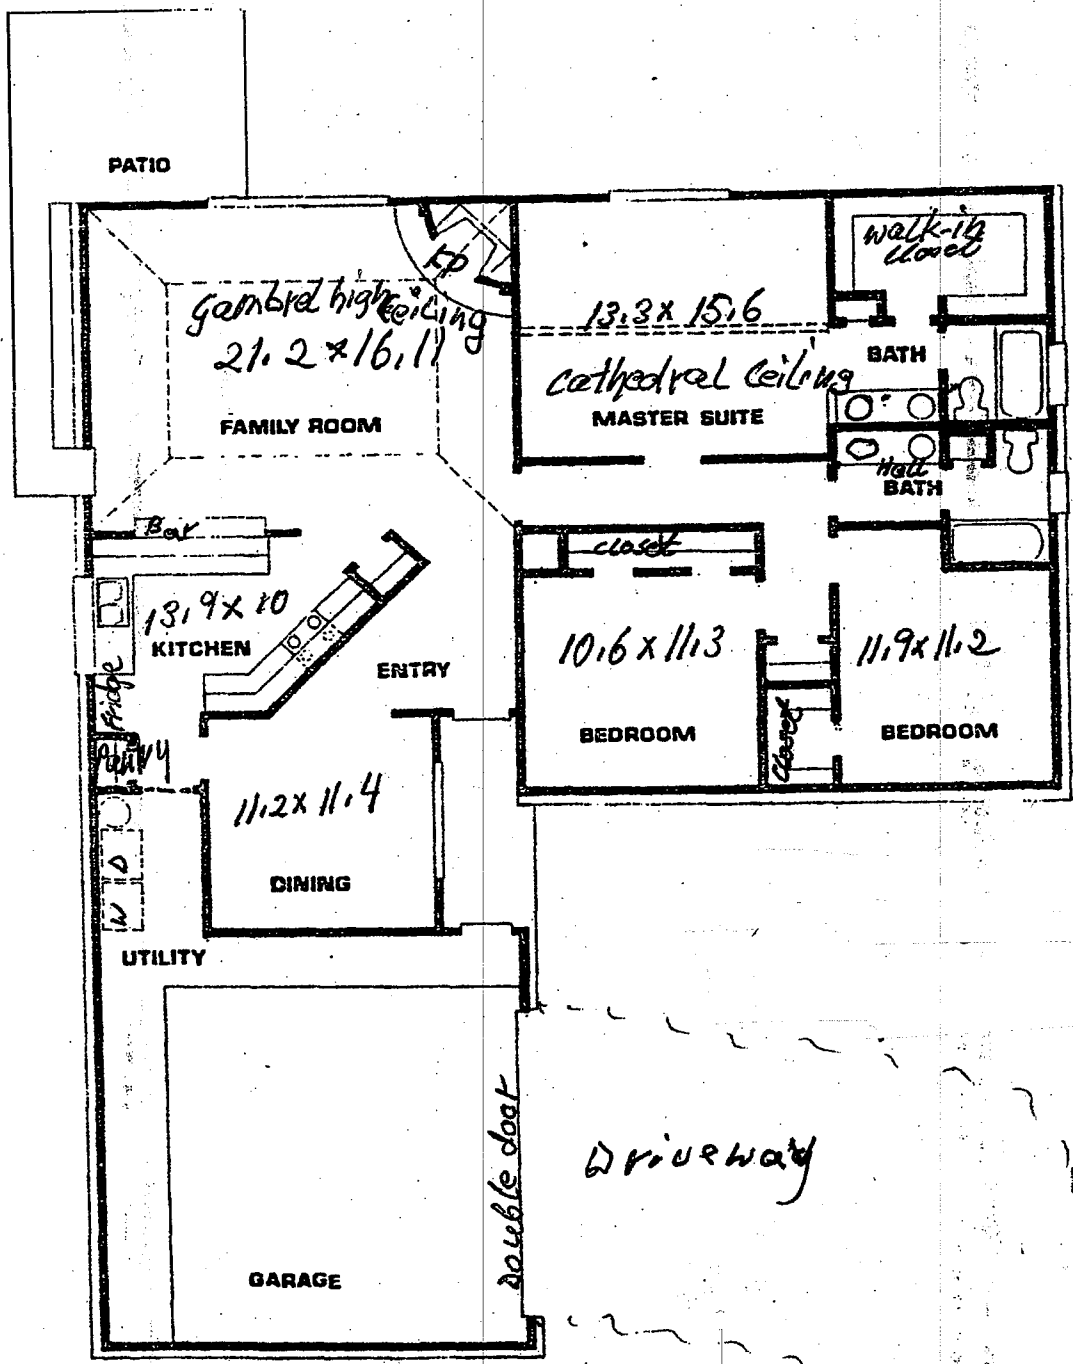 PATIO
gambrel high ceiling
21.2 x 16.11
FAMILY ROOM
13.3 x 15.6
cathedral ceiling
MASTER SUITE
walk-in
closet
BATH
Hall
BATH
Bar
13.9 x 10
KITCHEN
Fridge
ENTRY
closet
10.6 x 11.3
BEDROOM
closet
11.9 x 11.2
BEDROOM
11.2 x 11.4
DINING
D
W
UTILITY
Double door
Driveway
GARAGE